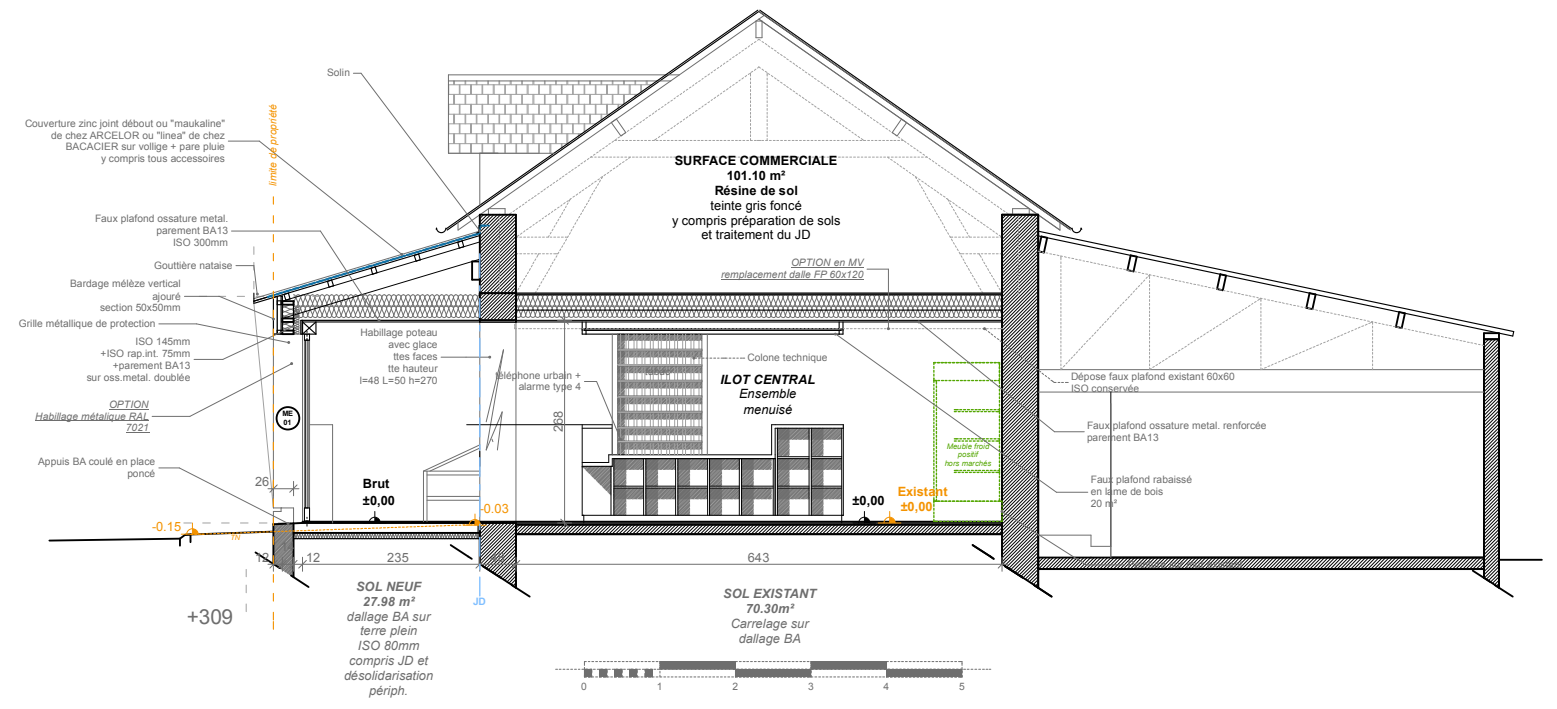 Solin
Couverture zinc joint débout ou "maukaline"
de chez ARCELOR ou "linea" de chez
BACACIER sur volige + pare pluie
y compris tous accessoires
limite de propriété
SURFACE COMMERCIALE
101.10 m²
Résine de sol
teinte gris foncé
y compris préparation de sols
et traitement du JD
Faux plafond ossature metal.
parement BA13
ISO 300mm
Gouttière nataise
OPTION en MV
remplacement dalle FP 60x120
Bardage mélèze vertical
ajouré
section 50x50mm
Grille métallique de protection
ISO 145mm
+ISO rap.int. 75mm
+parement BA13
sur oss.metal. doublée
Habillage poteau
avec glace
ttes faces
tte hauteur
l=48 L=50 h=270
téléphone urbain +
alarme type 4
Colone technique
ILOT CENTRAL
Ensemble
menuisé
Dépose faux plafond existant 60x60
ISO conservée
OPTION
Habillage métalique RAL
7021
ME
01
268
Faux plafond ossature metal. renforcée
parement BA13
Meuble froid
positif
hors marchés
Appuis BA coulé en place
poncé
Faux plafond rabaissé
en lame de bois
20 m²
26
Brut
±0,00
-0.03
±0,00
Existant
±0,00
-0.15
TN
12
12
235
643
SOL NEUF
27.98 m²
dallage BA sur
terre plein
ISO 80mm
compris JD et
désolidarisation
périph.
JD
SOL EXISTANT
70.30m²
Carrelage sur
dallage BA
+309
0 1 2 3 4 5